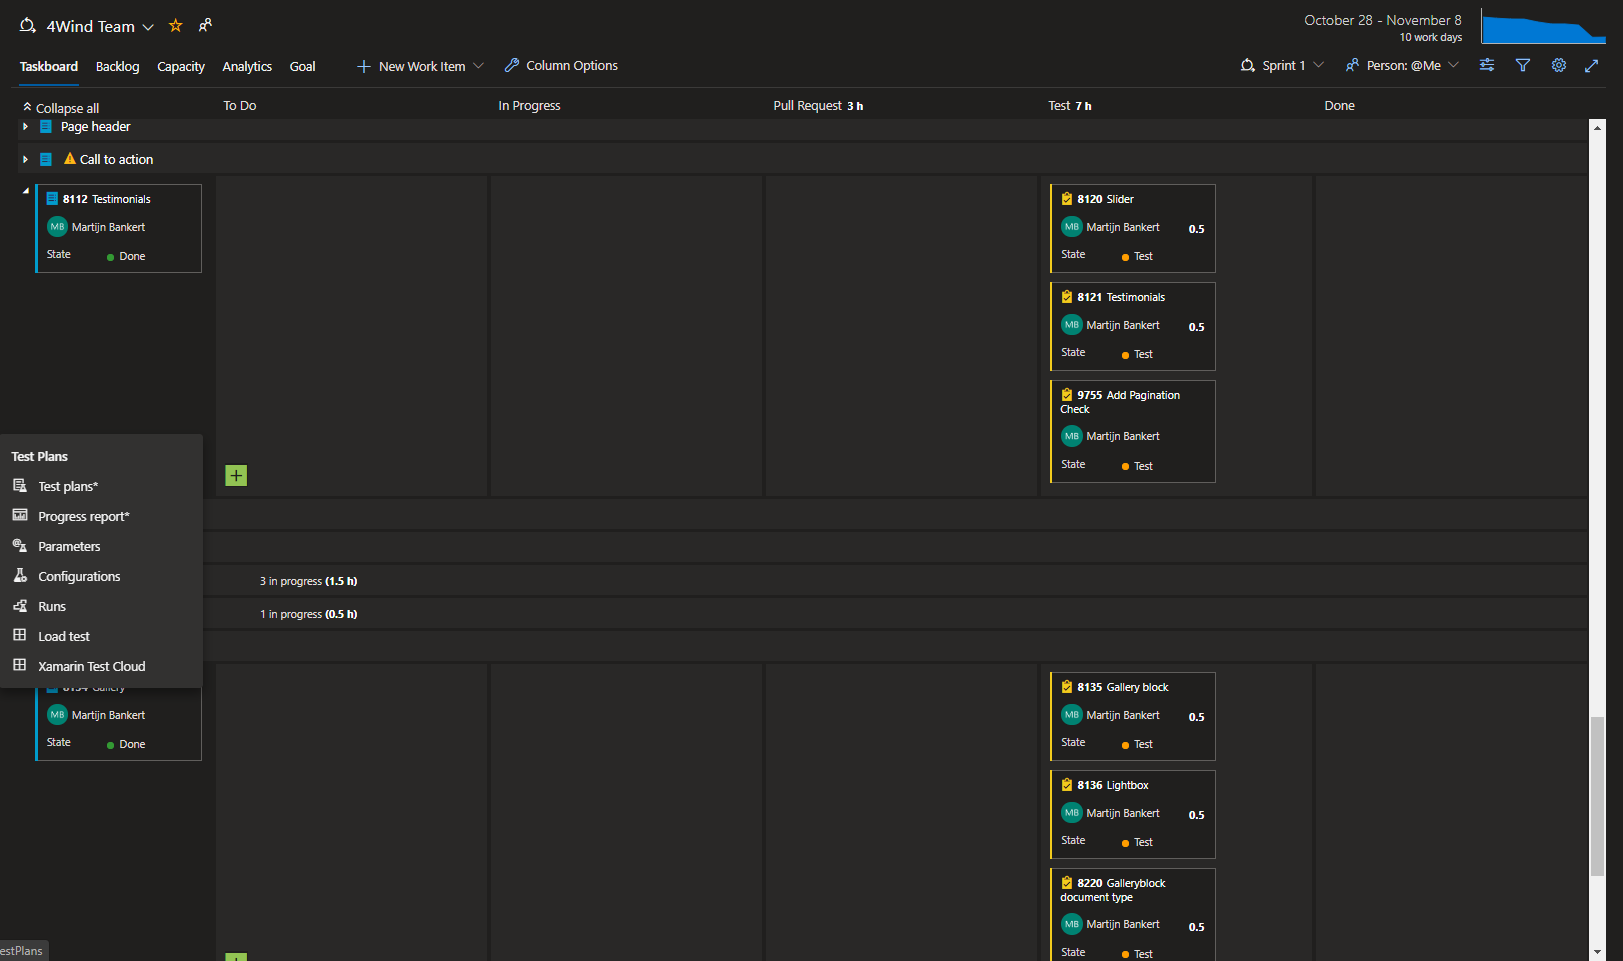 4Wind Team
October 28 - November 8
10 work days
Taskboard Backlog Capacity Analytics Goal New Work Item Column Options Sprint 1 Person: @Me
Collapse all To Do In Progress Pull Request 3 h Test 7 h Done
Page header
Call to action
8112 Testimonials
MB Martijn Bankert
State Done
8120 Slider
MB Martijn Bankert 0.5
State Test
8121 Testimonials
MB Martijn Bankert 0.5
State Test
9755 Add Pagination
Check
MB Martijn Bankert
State Test
Test Plans
Test plans*
Progress report*
Parameters
Configurations
Runs
Load test
Xamarin Test Cloud
3 in progress (1.5 h)
1 in progress (0.5 h)
8134 Gallery
MB Martijn Bankert
State Done
8135 Gallery block
MB Martijn Bankert 0.5
State Test
8136 Lightbox
MB Martijn Bankert 0.5
State Test
8220 Galleryblock
document type
MB Martijn Bankert 0.5
State Test
estPlans